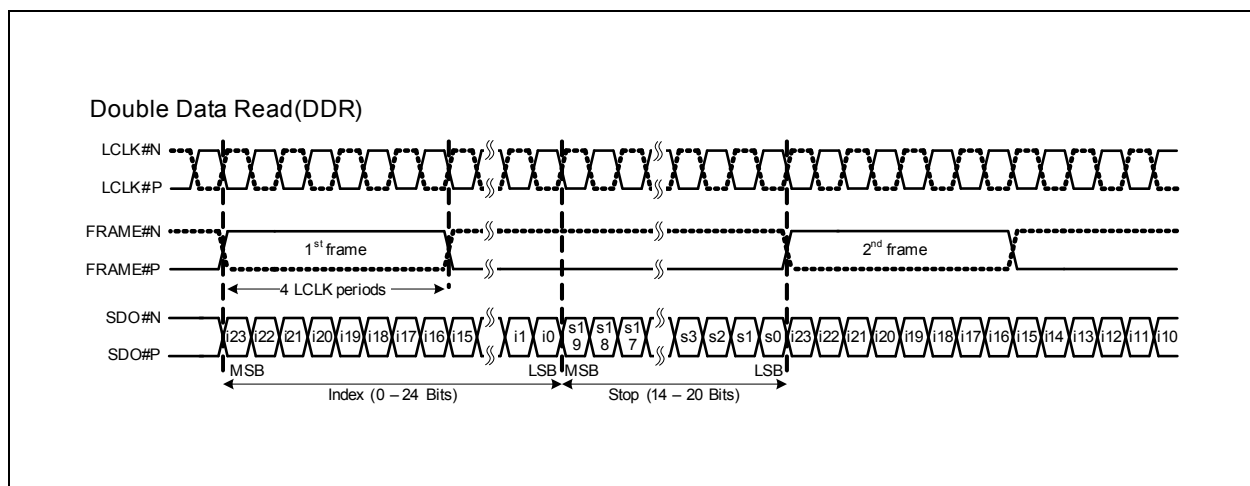 Double Data Read(DDR)
LCLK#N
LCLK#P
FRAME#N
1st frame
2nd frame
FRAME#P
4 LCLK periods
SDO#N
i23 i22 i21 i20 i19 i18 i17 i16 i15 i1 i0 s19 s18 s17 s3 s2 s1 s0 i23 i22 i21 i20 i19 i18 i17 i16 i15 i14 i13 i12 i11 i10
SDO#P
MSB LSB MSB LSB
Index (0 – 24 Bits) Stop (14 – 20 Bits)